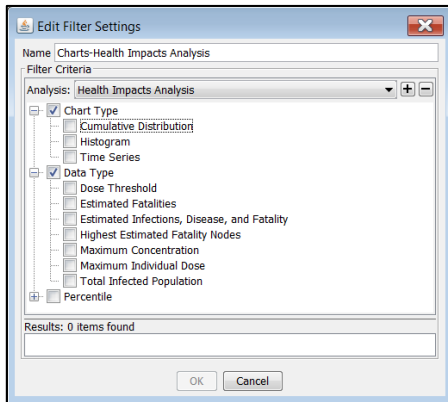 Edit Filter Settings
Name Charts-Health Impacts Analysis
Filter Criteria
Analysis: Health Impacts Analysis
Chart Type
Cumulative Distribution
Histogram
Time Series
Data Type
Dose Threshold
Estimated Fatalities
Estimated Infections, Disease, and Fatality
Highest Estimated Fatality Nodes
Maximum Concentration
Maximum Individual Dose
Total Infected Population
Percentile
Results: 0 items found
OK Cancel